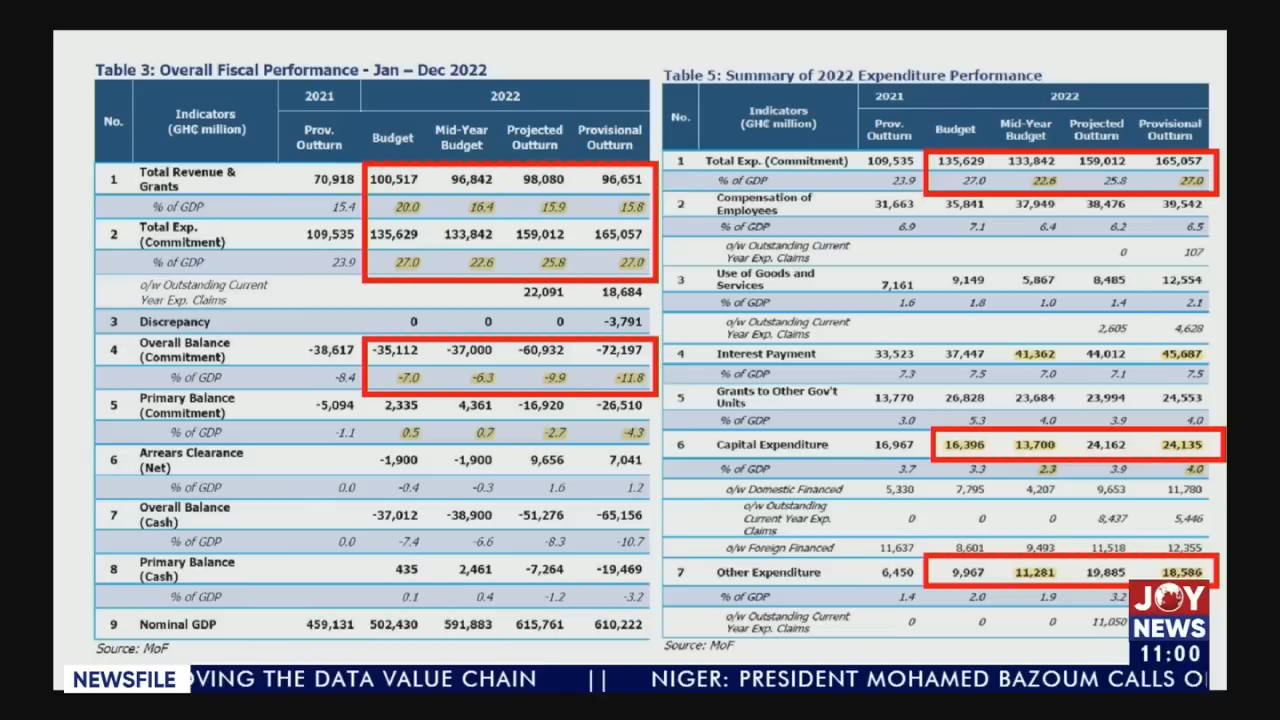 Table 3: Overall Fiscal Performance - Jan – Dec 2022
No. Indicators (GH₵ million) 2021 2022
Prov. Outturn Budget Mid-Year Budget Projected Outturn Provisional Outturn
1 Total Revenue & Grants 70,918 100,517 96,842 98,080 96,651
% of GDP 15.4 20.0 16.4 15.9 15.8
2 Total Exp. (Commitment) 109,535 135,629 133,842 159,012 165,057
% of GDP 23.9 27.0 22.6 25.8 27.0
o/w Outstanding Current Year Exp. Claims 22,091 18,684
3 Discrepancy 0 0 0 -3,791
4 Overall Balance (Commitment) -38,617 -35,112 -37,000 -60,932 -72,197
% of GDP -8.4 -7.0 -6.3 -9.9 -11.8
5 Primary Balance (Commitment) -5,094 2,335 4,361 -16,920 -26,510
% of GDP -1.1 0.5 0.7 -2.7 -4.3
6 Arrears Clearance (Net) -1,900 -1,900 9,656 7,041
% of GDP 0.0 -0.4 -0.3 1.6 1.2
7 Overall Balance (Cash) -37,012 -38,900 -51,276 -65,156
% of GDP 0.0 -7.4 -6.6 -8.3 -10.7
8 Primary Balance (Cash) 435 2,461 -7,264 -19,469
% of GDP 0.1 0.4 -1.2 -3.2
9 Nominal GDP 459,131 502,430 591,883 615,761 610,222
Source: MoF
Table 5: Summary of 2022 Expenditure Performance
No. Indicators (GH₵ million) 2021 2022
Prov. Outturn Budget Mid-Year Budget Projected Outturn Provisional Outturn
1 Total Exp. (Commitment) 109,535 135,629 133,842 159,012 165,057
% of GDP 23.9 27.0 22.6 25.8 27.0
2 Compensation of Employees 31,663 35,841 37,949 38,476 39,542
% of GDP 6.9 7.1 6.4 6.2 6.5
o/w Outstanding Current Year Exp. Claims 0 107
3 Use of Goods and Services 7,161 9,149 5,867 8,485 12,554
% of GDP 1.6 1.8 1.0 1.4 2.1
o/w Outstanding Current Year Exp. Claims 2,605 4,628
4 Interest Payment 33,523 37,447 41,362 44,012 45,687
% of GDP 7.3 7.5 7.0 7.1 7.5
5 Grants to Other Gov't Units 13,770 26,828 23,684 23,994 24,553
% of GDP 3.0 5.3 4.0 3.9 4.0
6 Capital Expenditure 16,967 16,396 13,700 24,162 24,135
% of GDP 3.7 3.3 2.3 3.9 4.0
o/w Domestic Financed 5,330 7,795 4,207 9,653 11,780
o/w Outstanding Current Year Exp. Claims 0 0 0 8,437 5,446
o/w Foreign Financed 11,637 8,601 9,493 11,518 12,355
7 Other Expenditure 6,450 9,967 11,281 19,885 18,586
% of GDP 1.4 2.0 1.9 3.2
o/w Outstanding Current Year Exp. Claims 0 0 0 11,050
Source: MoF
JOY
NEWS
11:00
NEWSFILE OVING THE DATA VALUE CHAIN || NIGER: PRESIDENT MOHAMED BAZOUM CALLS O